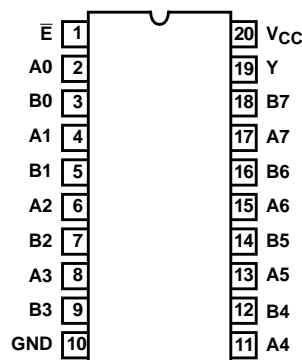 E̅ 1 20 VCC
A0 2 19 Y
B0 3 18 B7
A1 4 17 A7
B1 5 16 B6
A2 6 15 A6
B2 7 14 B5
A3 8 13 A5
B3 9 12 B4
GND 10 11 A4